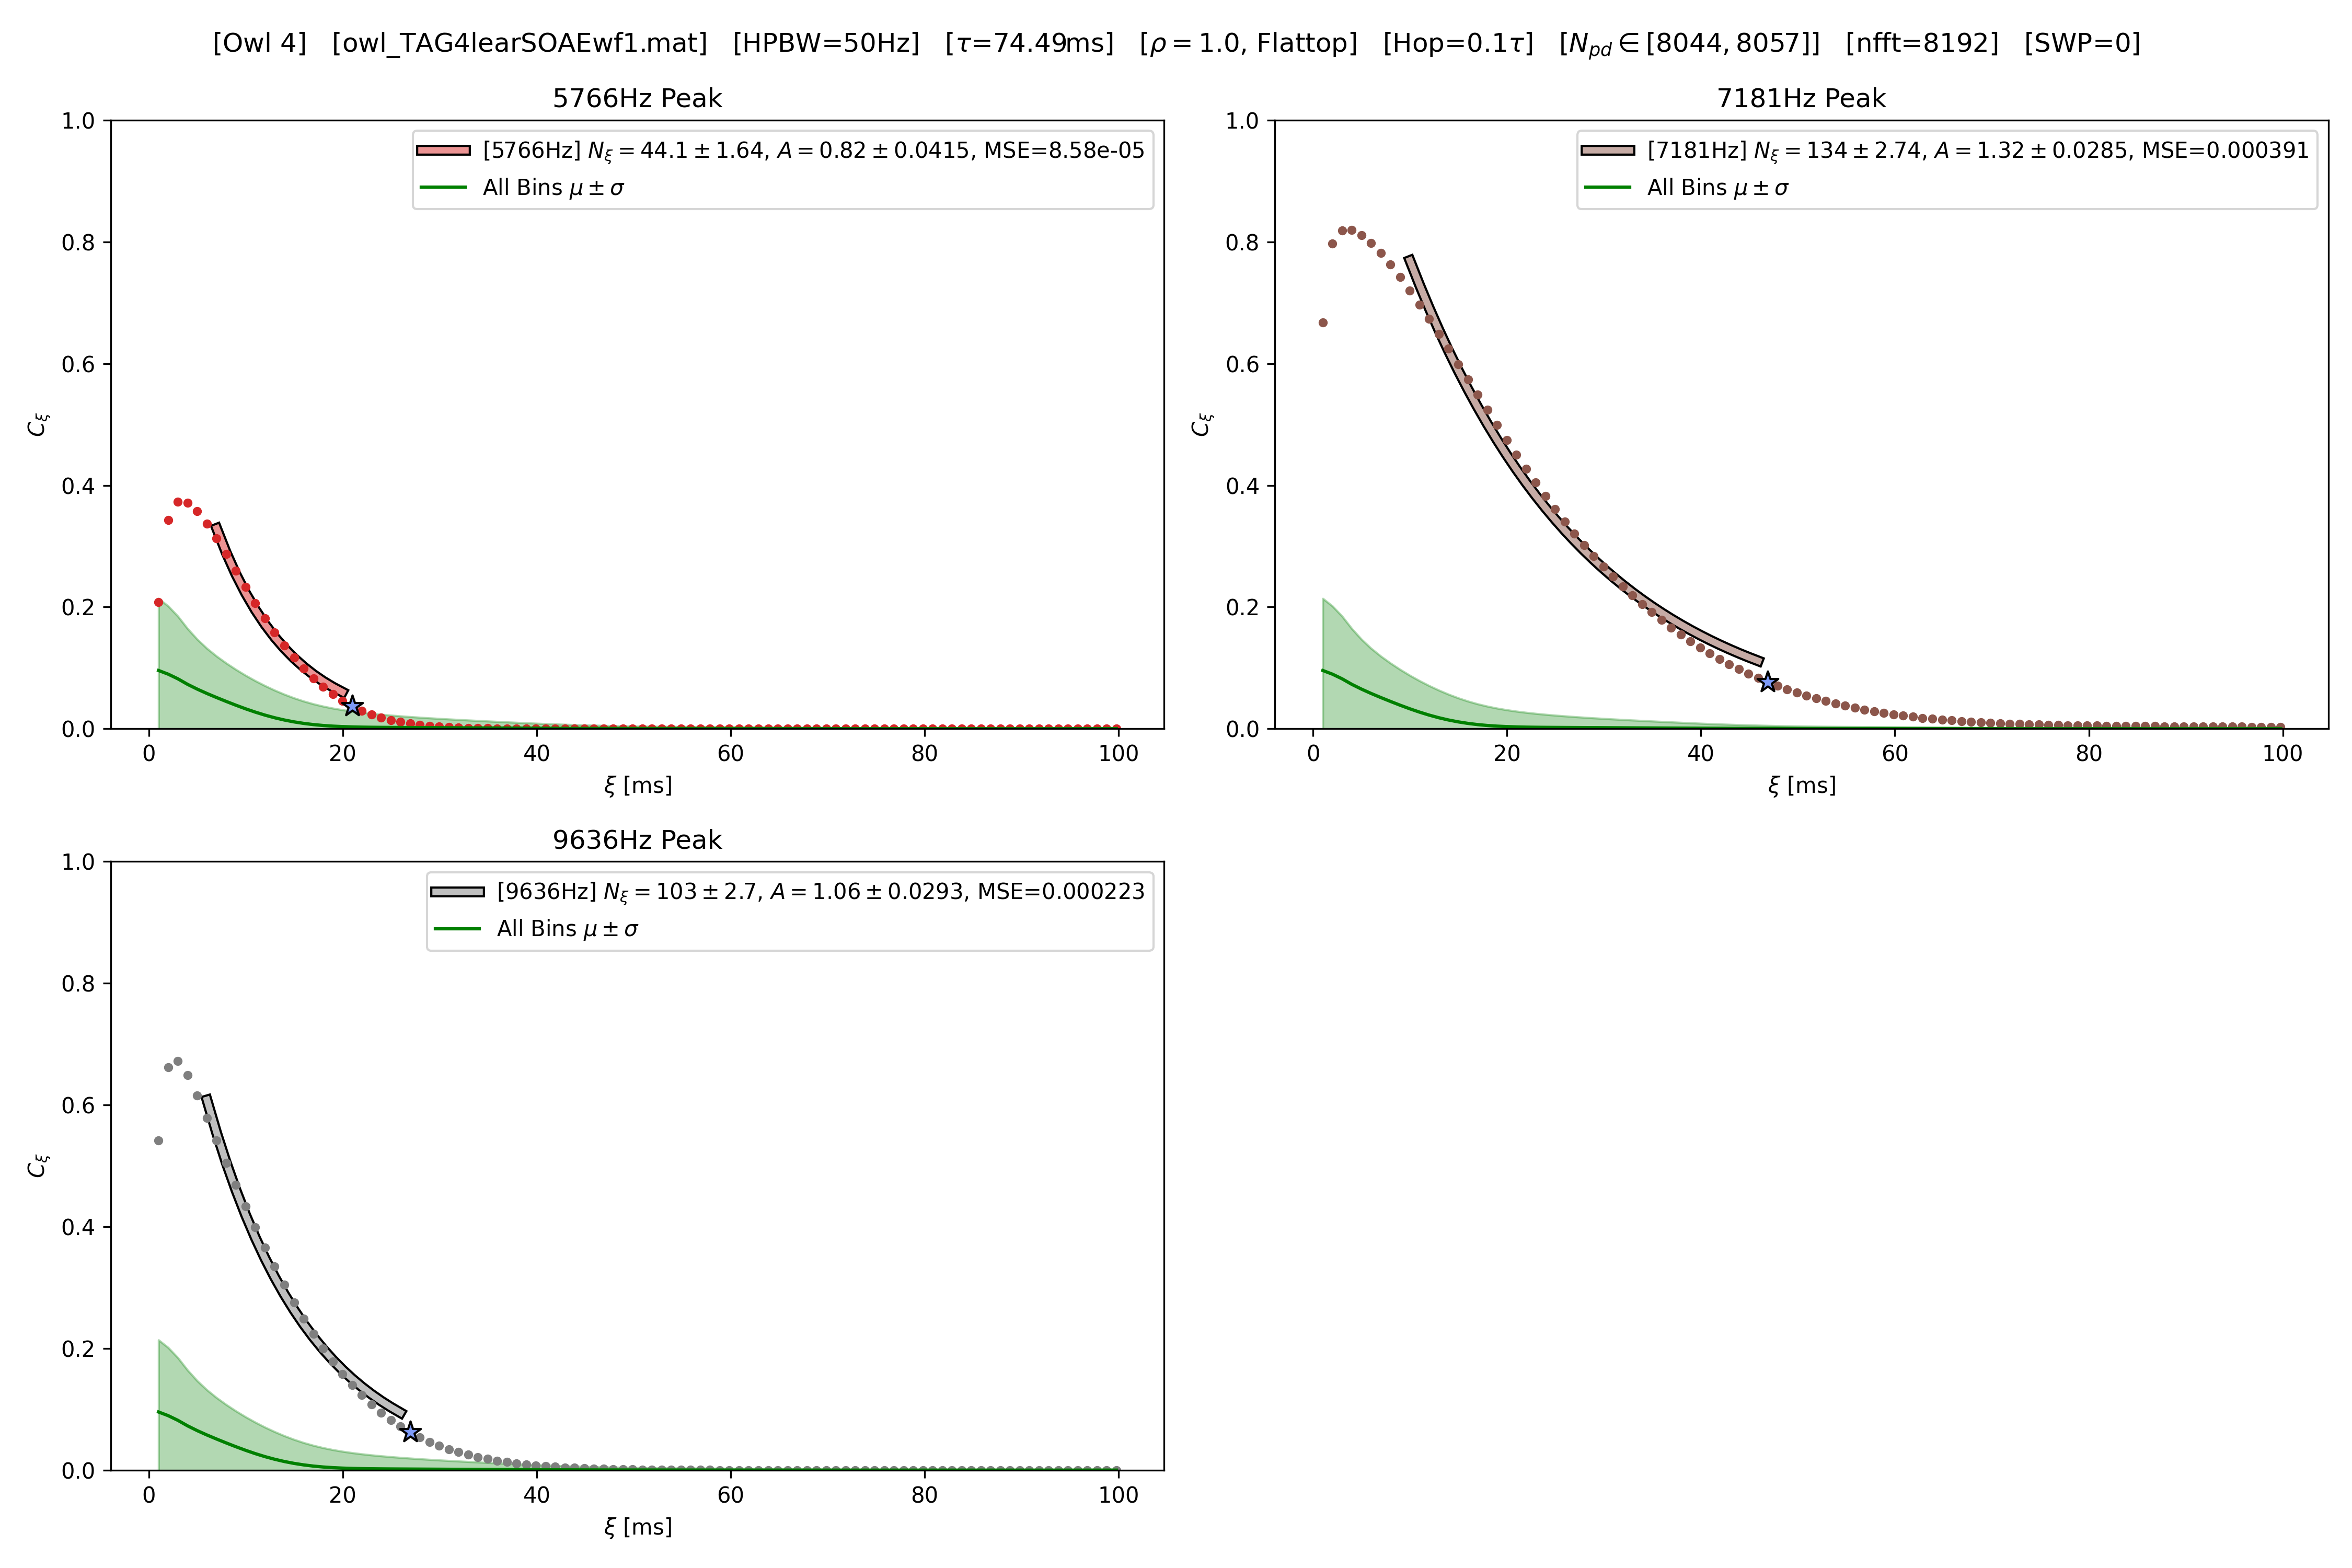 [Owl 4] [owl_TAG4learSOAEwf1.mat] [HPBW=50Hz] [τ=74.49ms] [ρ = 1.0, Flattop] [Hop=0.1τ] [N_pd ∈ [8044, 8057]] [nfft=8192] [SWP=0]
5766Hz Peak
[5766Hz] N_ξ = 44.1 ± 1.64, A = 0.82 ± 0.0415, MSE=8.58e-05
All Bins μ ± σ
1.0
0.8
0.6
0.4
0.2
0.0
C_ξ
0 20 40 60 80 100
ξ [ms]
7181Hz Peak
[7181Hz] N_ξ = 134 ± 2.74, A = 1.32 ± 0.0285, MSE=0.000391
All Bins μ ± σ
1.0
0.8
0.6
0.4
0.2
0.0
C_ξ
0 20 40 60 80 100
ξ [ms]
9636Hz Peak
[9636Hz] N_ξ = 103 ± 2.7, A = 1.06 ± 0.0293, MSE=0.000223
All Bins μ ± σ
1.0
0.8
0.6
0.4
0.2
0.0
C_ξ
0 20 40 60 80 100
ξ [ms]